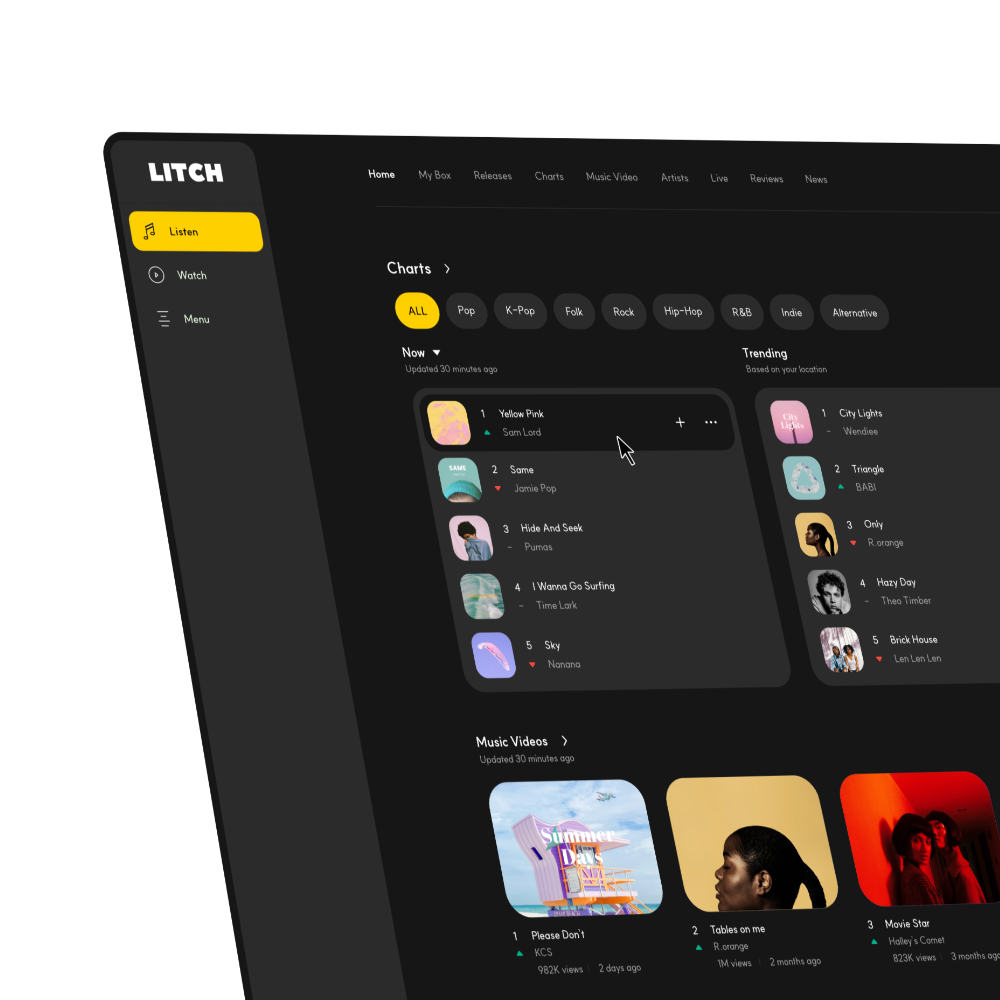 LITCH
Listen
Watch
Menu
Home My Box Releases Charts Music Video Artists Live Reviews News
Charts
ALL Pop K-Pop Folk Rock Hip-Hop R&B Indie Alternative
Now
Updated 30 minutes ago
1 Yellow Pink
Sam Lord
SAME
2 Same
Jamie Pop
3 Hide And Seek
Pumas
4 I Wanna Go Surfing
Time Lark
5 Sky
Nanana
Trending
Based on your location
City
Lights
1 City Lights
Wendiee
2 Triangle
BABI
3 Only
R.orange
4 Hazy Day
Theo Timber
5 Brick House
Len Len Len
Music Videos
Updated 30 minutes ago
Summer
Days
1 Please Don't
KCS
982K views 2 days ago
2 Tables on me
R.orange
1M views 2 months ago
3 Movie Star
Halley's Comet
823K views 3 months ago